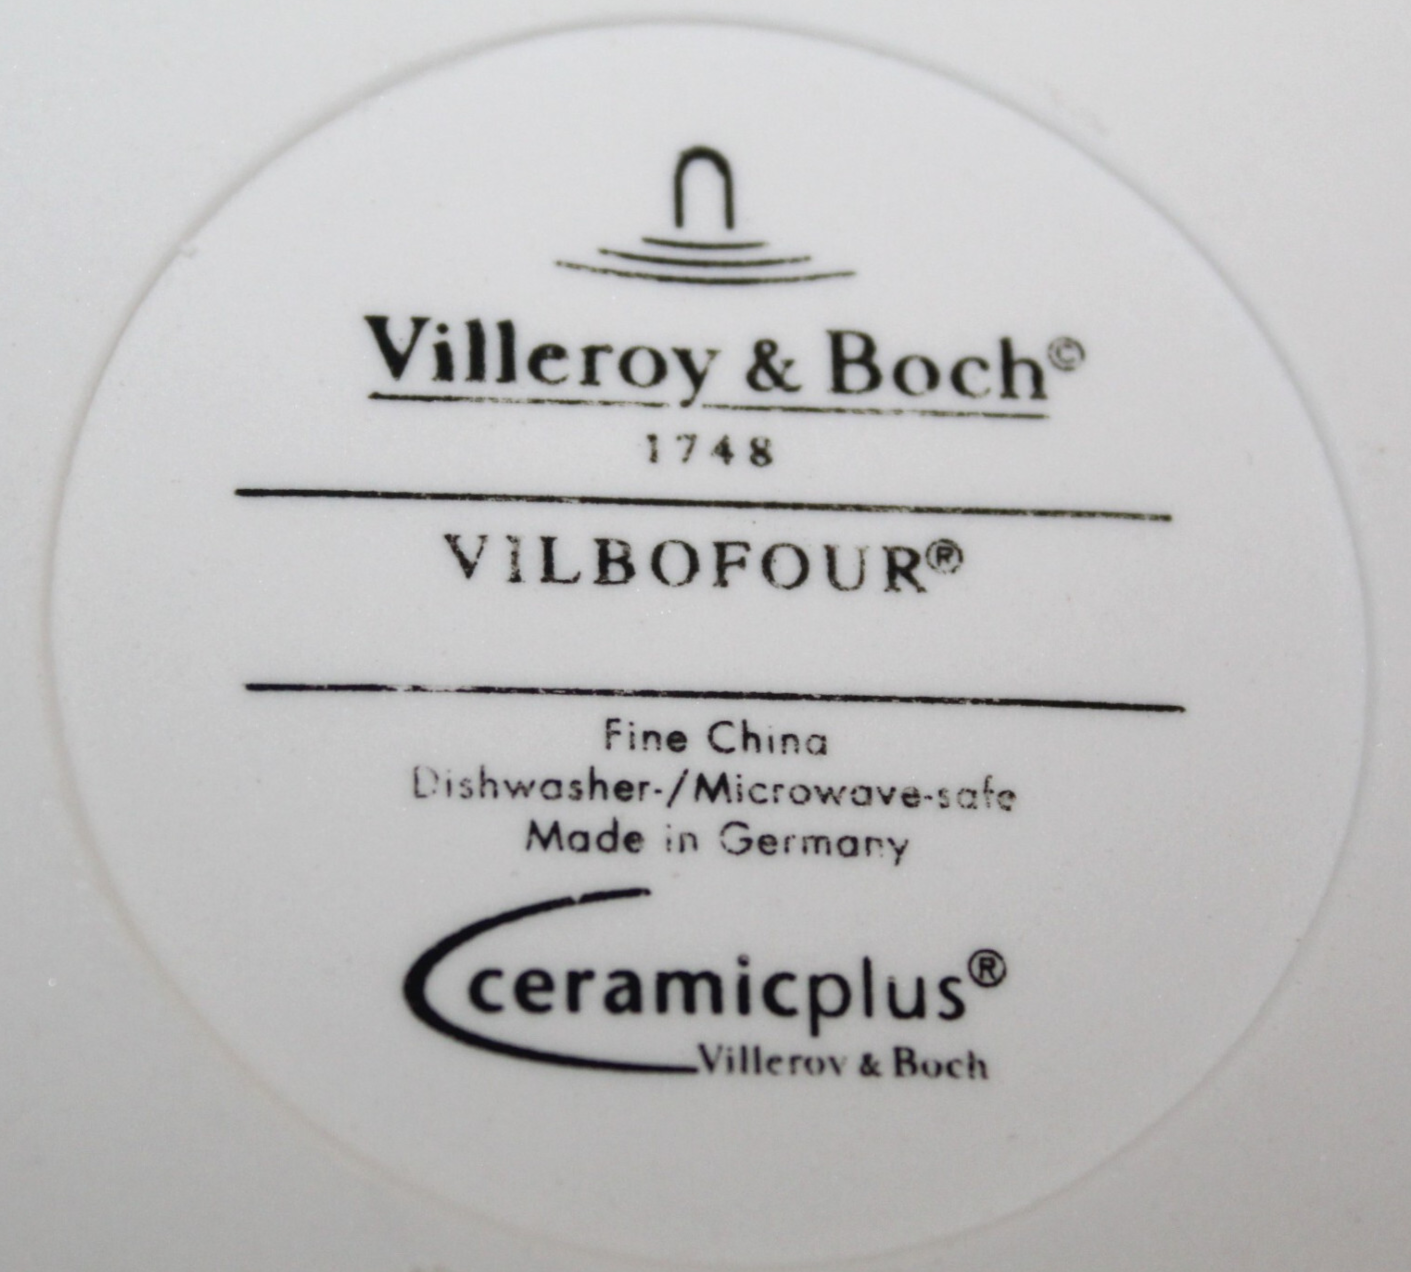 Villeroy & Boch©
1748
VILBOFOUR®
Fine China
Dishwasher-/Microwave-safe
Made in Germany
ceramicplus®
Villeroy & Boch